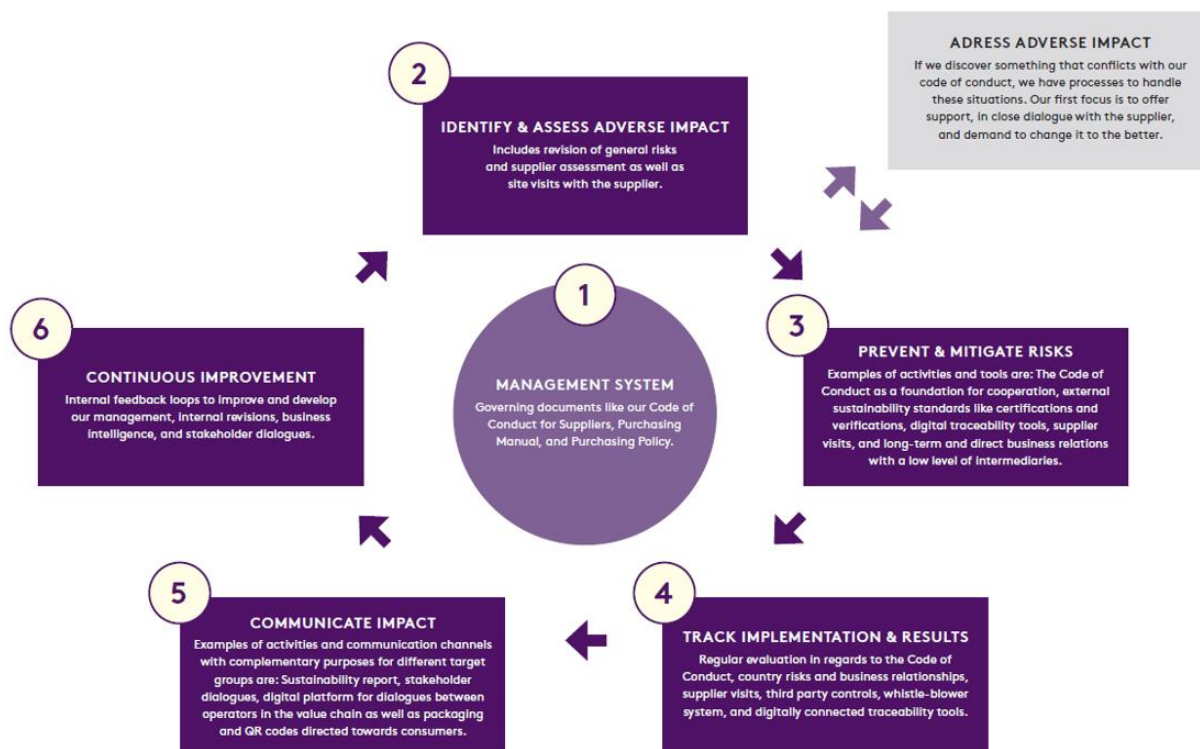 ADRESS ADVERSE IMPACT
If we discover something that conflicts with our
code of conduct, we have processes to handle
these situations. Our first focus is to offer
support, in close dialogue with the supplier,
and demand to change it to the better.
2
IDENTIFY & ASSESS ADVERSE IMPACT
Includes revision of general risks
and supplier assessment as well as
site visits with the supplier.
1
MANAGEMENT SYSTEM
Governing documents like our Code of
Conduct for Suppliers, Purchasing
Manual, and Purchasing Policy.
3
PREVENT & MITIGATE RISKS
Examples of activities and tools are: The Code of
Conduct as a foundation for cooperation, external
sustainability standards like certifications and
verifications, digital traceability tools, supplier
visits, and long-term and direct business relations
with a low level of intermediaries.
6
CONTINUOUS IMPROVEMENT
Internal feedback loops to improve and develop
our management, internal revisions, business
intelligence, and stakeholder dialogues.
5
COMMUNICATE IMPACT
Examples of activities and communication channels
with complementary purposes for different target
groups are: Sustainability report, stakeholder
dialogues, digital platform for dialogues between
operators in the value chain as well as packaging
and QR codes directed towards consumers.
4
TRACK IMPLEMENTATION & RESULTS
Regular evaluation in regards to the Code of
Conduct, country risks and business relationships,
supplier visits, third party controls, whistle-blower
system, and digitally connected traceability tools.